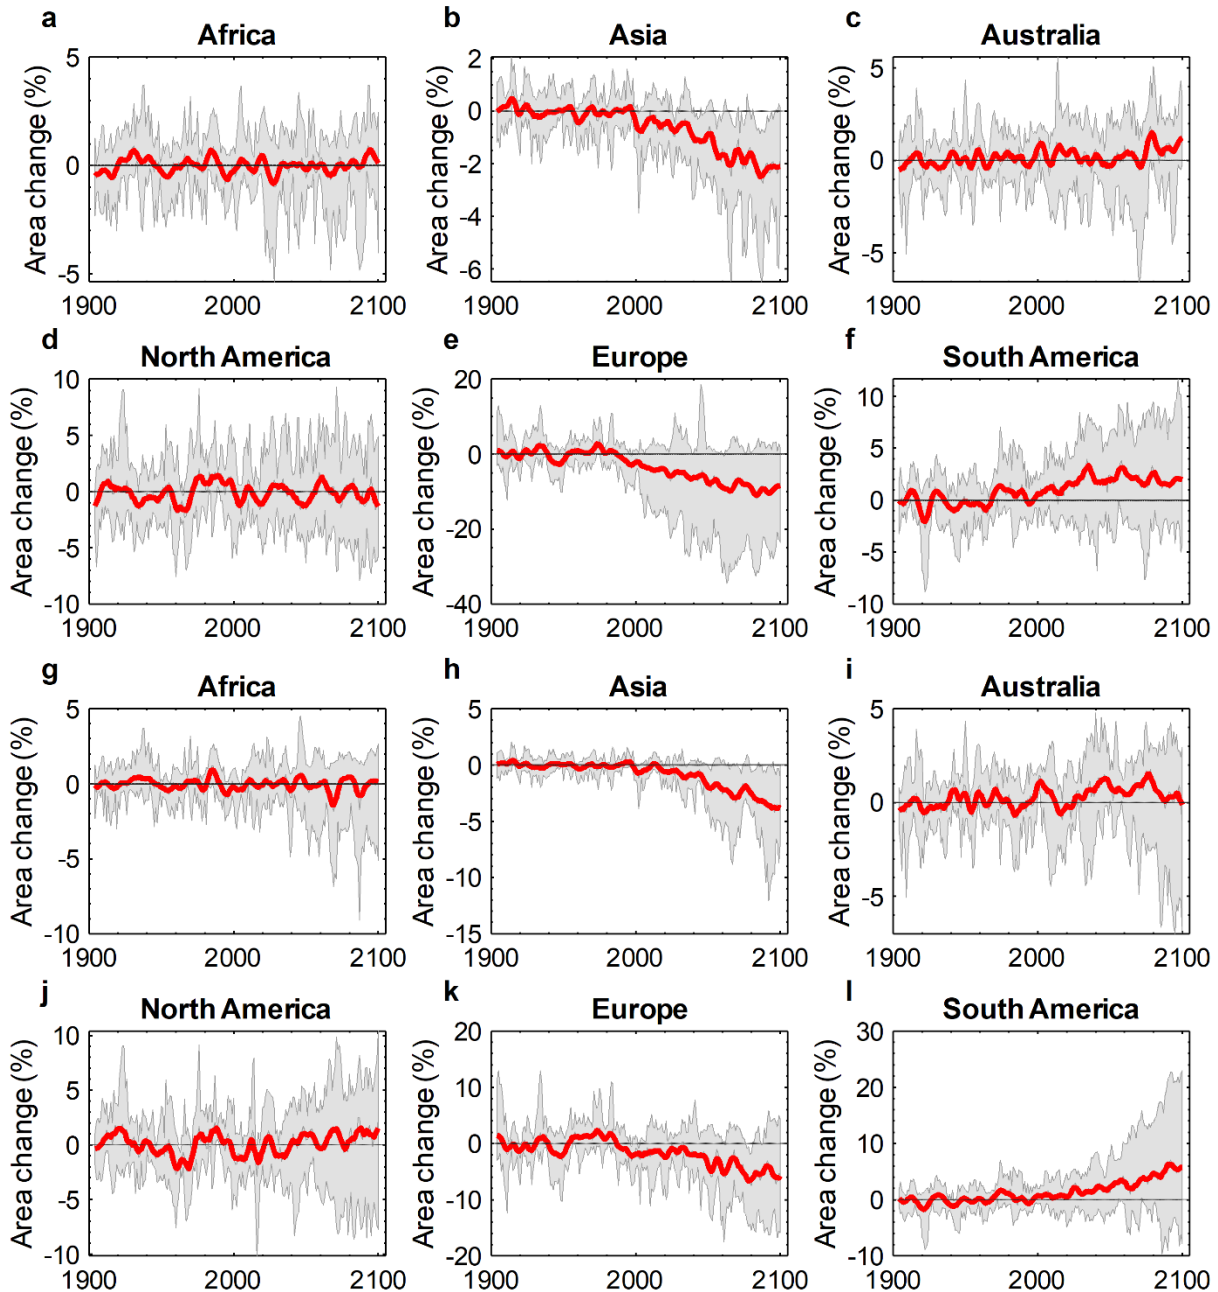 a
Africa
b
Asia
c
Australia
Area change (%)
5
0
-5
1900 2000 2100
Area change (%)
2
0
-2
-4
-6
1900 2000 2100
Area change (%)
5
0
-5
1900 2000 2100
d
North America
e
Europe
f
South America
Area change (%)
10
5
0
-5
-10
1900 2000 2100
Area change (%)
20
0
-20
-40
1900 2000 2100
Area change (%)
10
5
0
-5
-10
1900 2000 2100
g
Africa
h
Asia
i
Australia
Area change (%)
5
0
-5
-10
1900 2000 2100
Area change (%)
5
0
-5
-10
-15
1900 2000 2100
Area change (%)
5
0
-5
1900 2000 2100
j
North America
k
Europe
l
South America
Area change (%)
10
5
0
-5
-10
1900 2000 2100
Area change (%)
20
10
0
-10
-20
1900 2000 2100
Area change (%)
30
20
10
0
-10
1900 2000 2100